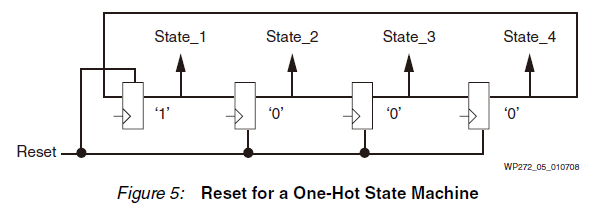 State_1 State_2 State_3 State_4
‘1’ ‘0’ ‘0’ ‘0’
Reset
WP272_05_010708
Figure 5: Reset for a One-Hot State Machine